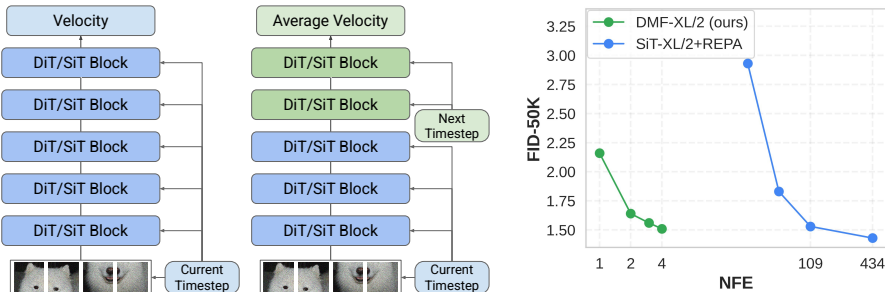 Velocity
DiT/SiT Block
DiT/SiT Block
DiT/SiT Block
DiT/SiT Block
DiT/SiT Block
Current
Timestep
Average Velocity
DiT/SiT Block
DiT/SiT Block
Next
Timestep
DiT/SiT Block
DiT/SiT Block
DiT/SiT Block
Current
Timestep
DMF-XL/2 (ours)
SiT-XL/2+REPA
FID-50K
3.25
3.00
2.75
2.50
2.25
2.00
1.75
1.50
1 2 4 109 434
NFE